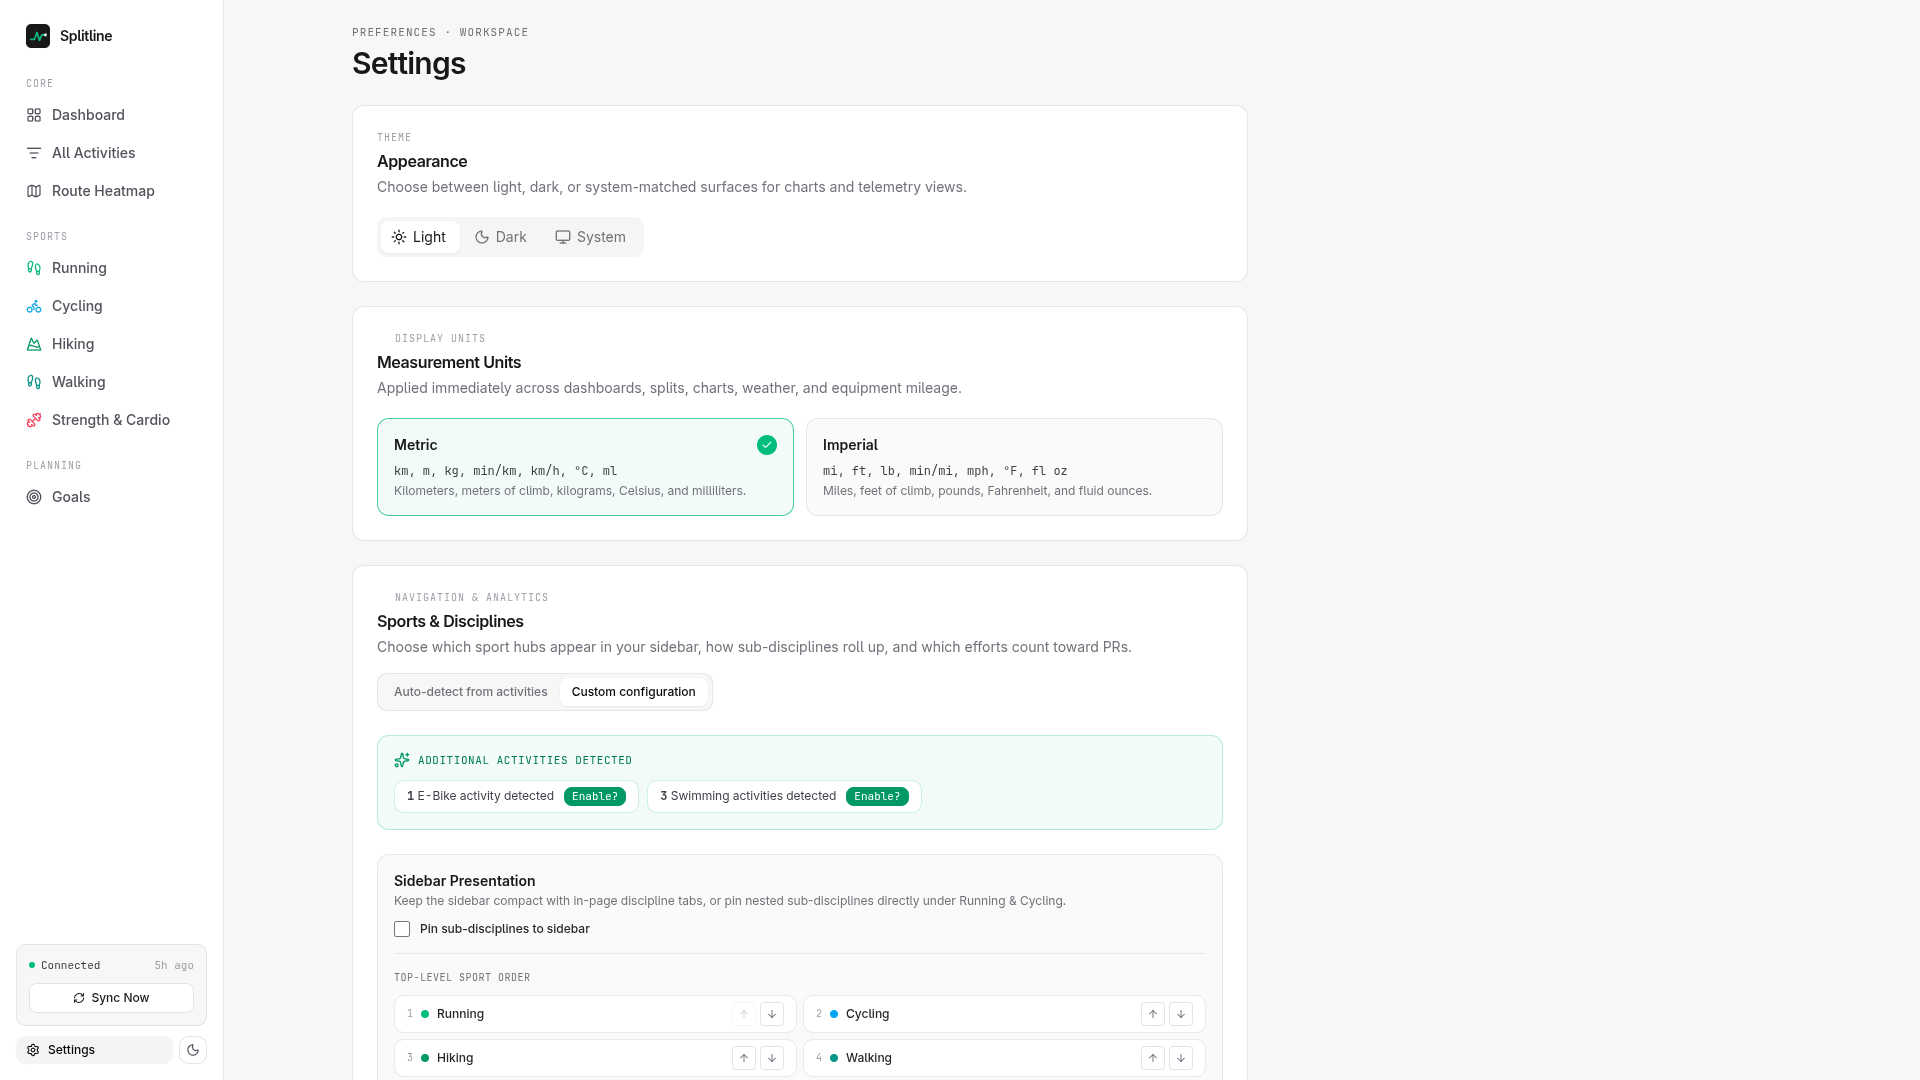 Splitline
CORE
Dashboard
All Activities
Route Heatmap
SPORTS
Running
Cycling
Hiking
Walking
Strength & Cardio
PLANNING
Goals
Connected 5h ago
Sync Now
Settings
PREFERENCES · WORKSPACE
Settings
THEME
Appearance
Choose between light, dark, or system-matched surfaces for charts and telemetry views.
Light Dark System
DISPLAY UNITS
Measurement Units
Applied immediately across dashboards, splits, charts, weather, and equipment mileage.
Metric
km, m, kg, min/km, km/h, °C, ml
Kilometers, meters of climb, kilograms, Celsius, and milliliters.
Imperial
mi, ft, lb, min/mi, mph, °F, fl oz
Miles, feet of climb, pounds, Fahrenheit, and fluid ounces.
NAVIGATION & ANALYTICS
Sports & Disciplines
Choose which sport hubs appear in your sidebar, how sub-disciplines roll up, and which efforts count toward PRs.
Auto-detect from activities Custom configuration
ADDITIONAL ACTIVITIES DETECTED
1 E-Bike activity detected Enable? 3 Swimming activities detected Enable?
Sidebar Presentation
Keep the sidebar compact with in-page discipline tabs, or pin nested sub-disciplines directly under Running & Cycling.
Pin sub-disciplines to sidebar
TOP-LEVEL SPORT ORDER
1 Running ↑ ↓ 2 Cycling ↑ ↓
3 Hiking ↑ ↓ 4 Walking ↑ ↓